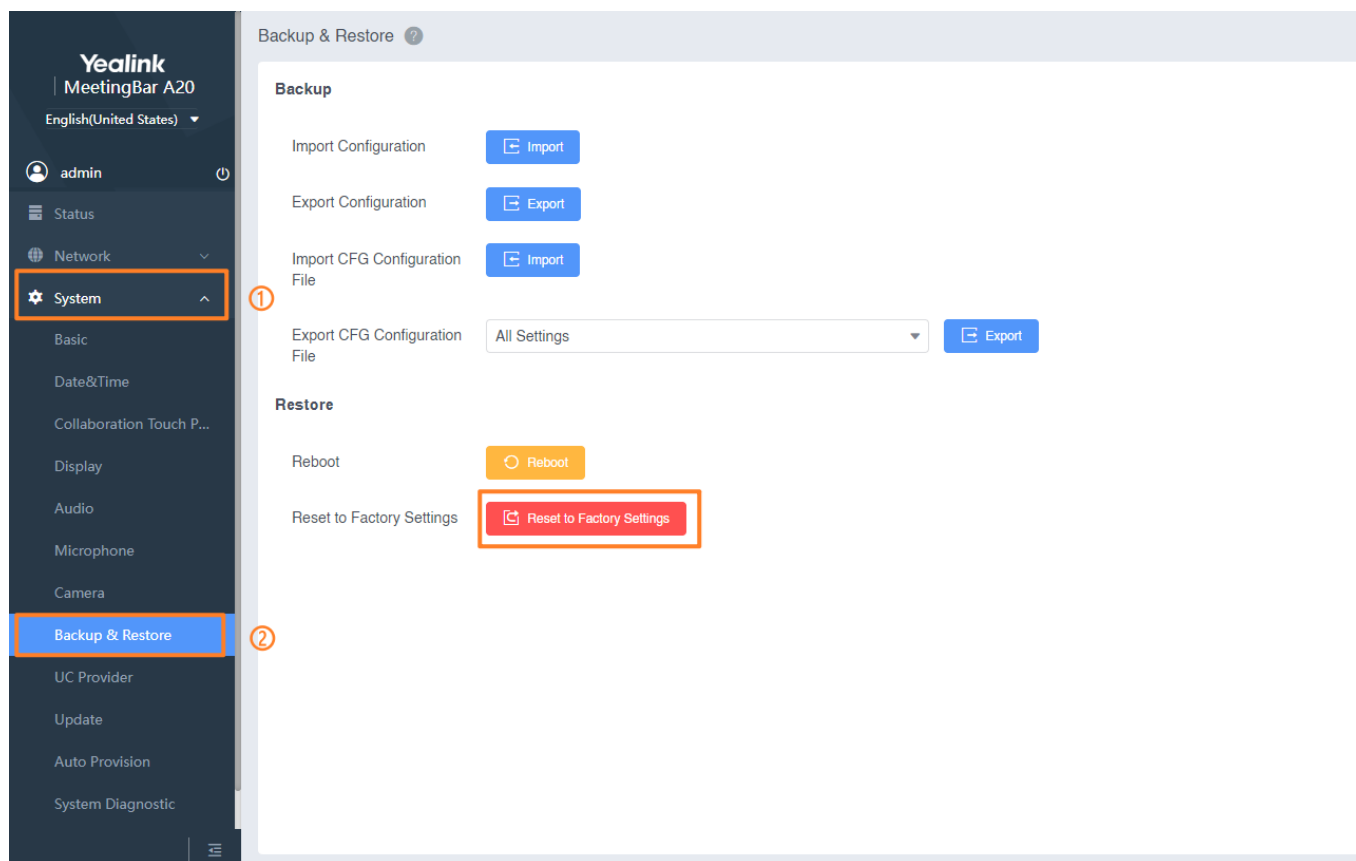 Yealink
MeetingBar A20
English(United States)
admin
Status
Network
System
①
Basic
Date&Time
Collaboration Touch P...
Display
Audio
Microphone
Camera
Backup & Restore
②
UC Provider
Update
Auto Provision
System Diagnostic
Backup & Restore ?
Backup
Import Configuration
Import
Export Configuration
Export
Import CFG Configuration
File
Import
Export CFG Configuration
File
All Settings
Export
Restore
Reboot
Reboot
Reset to Factory Settings
Reset to Factory Settings